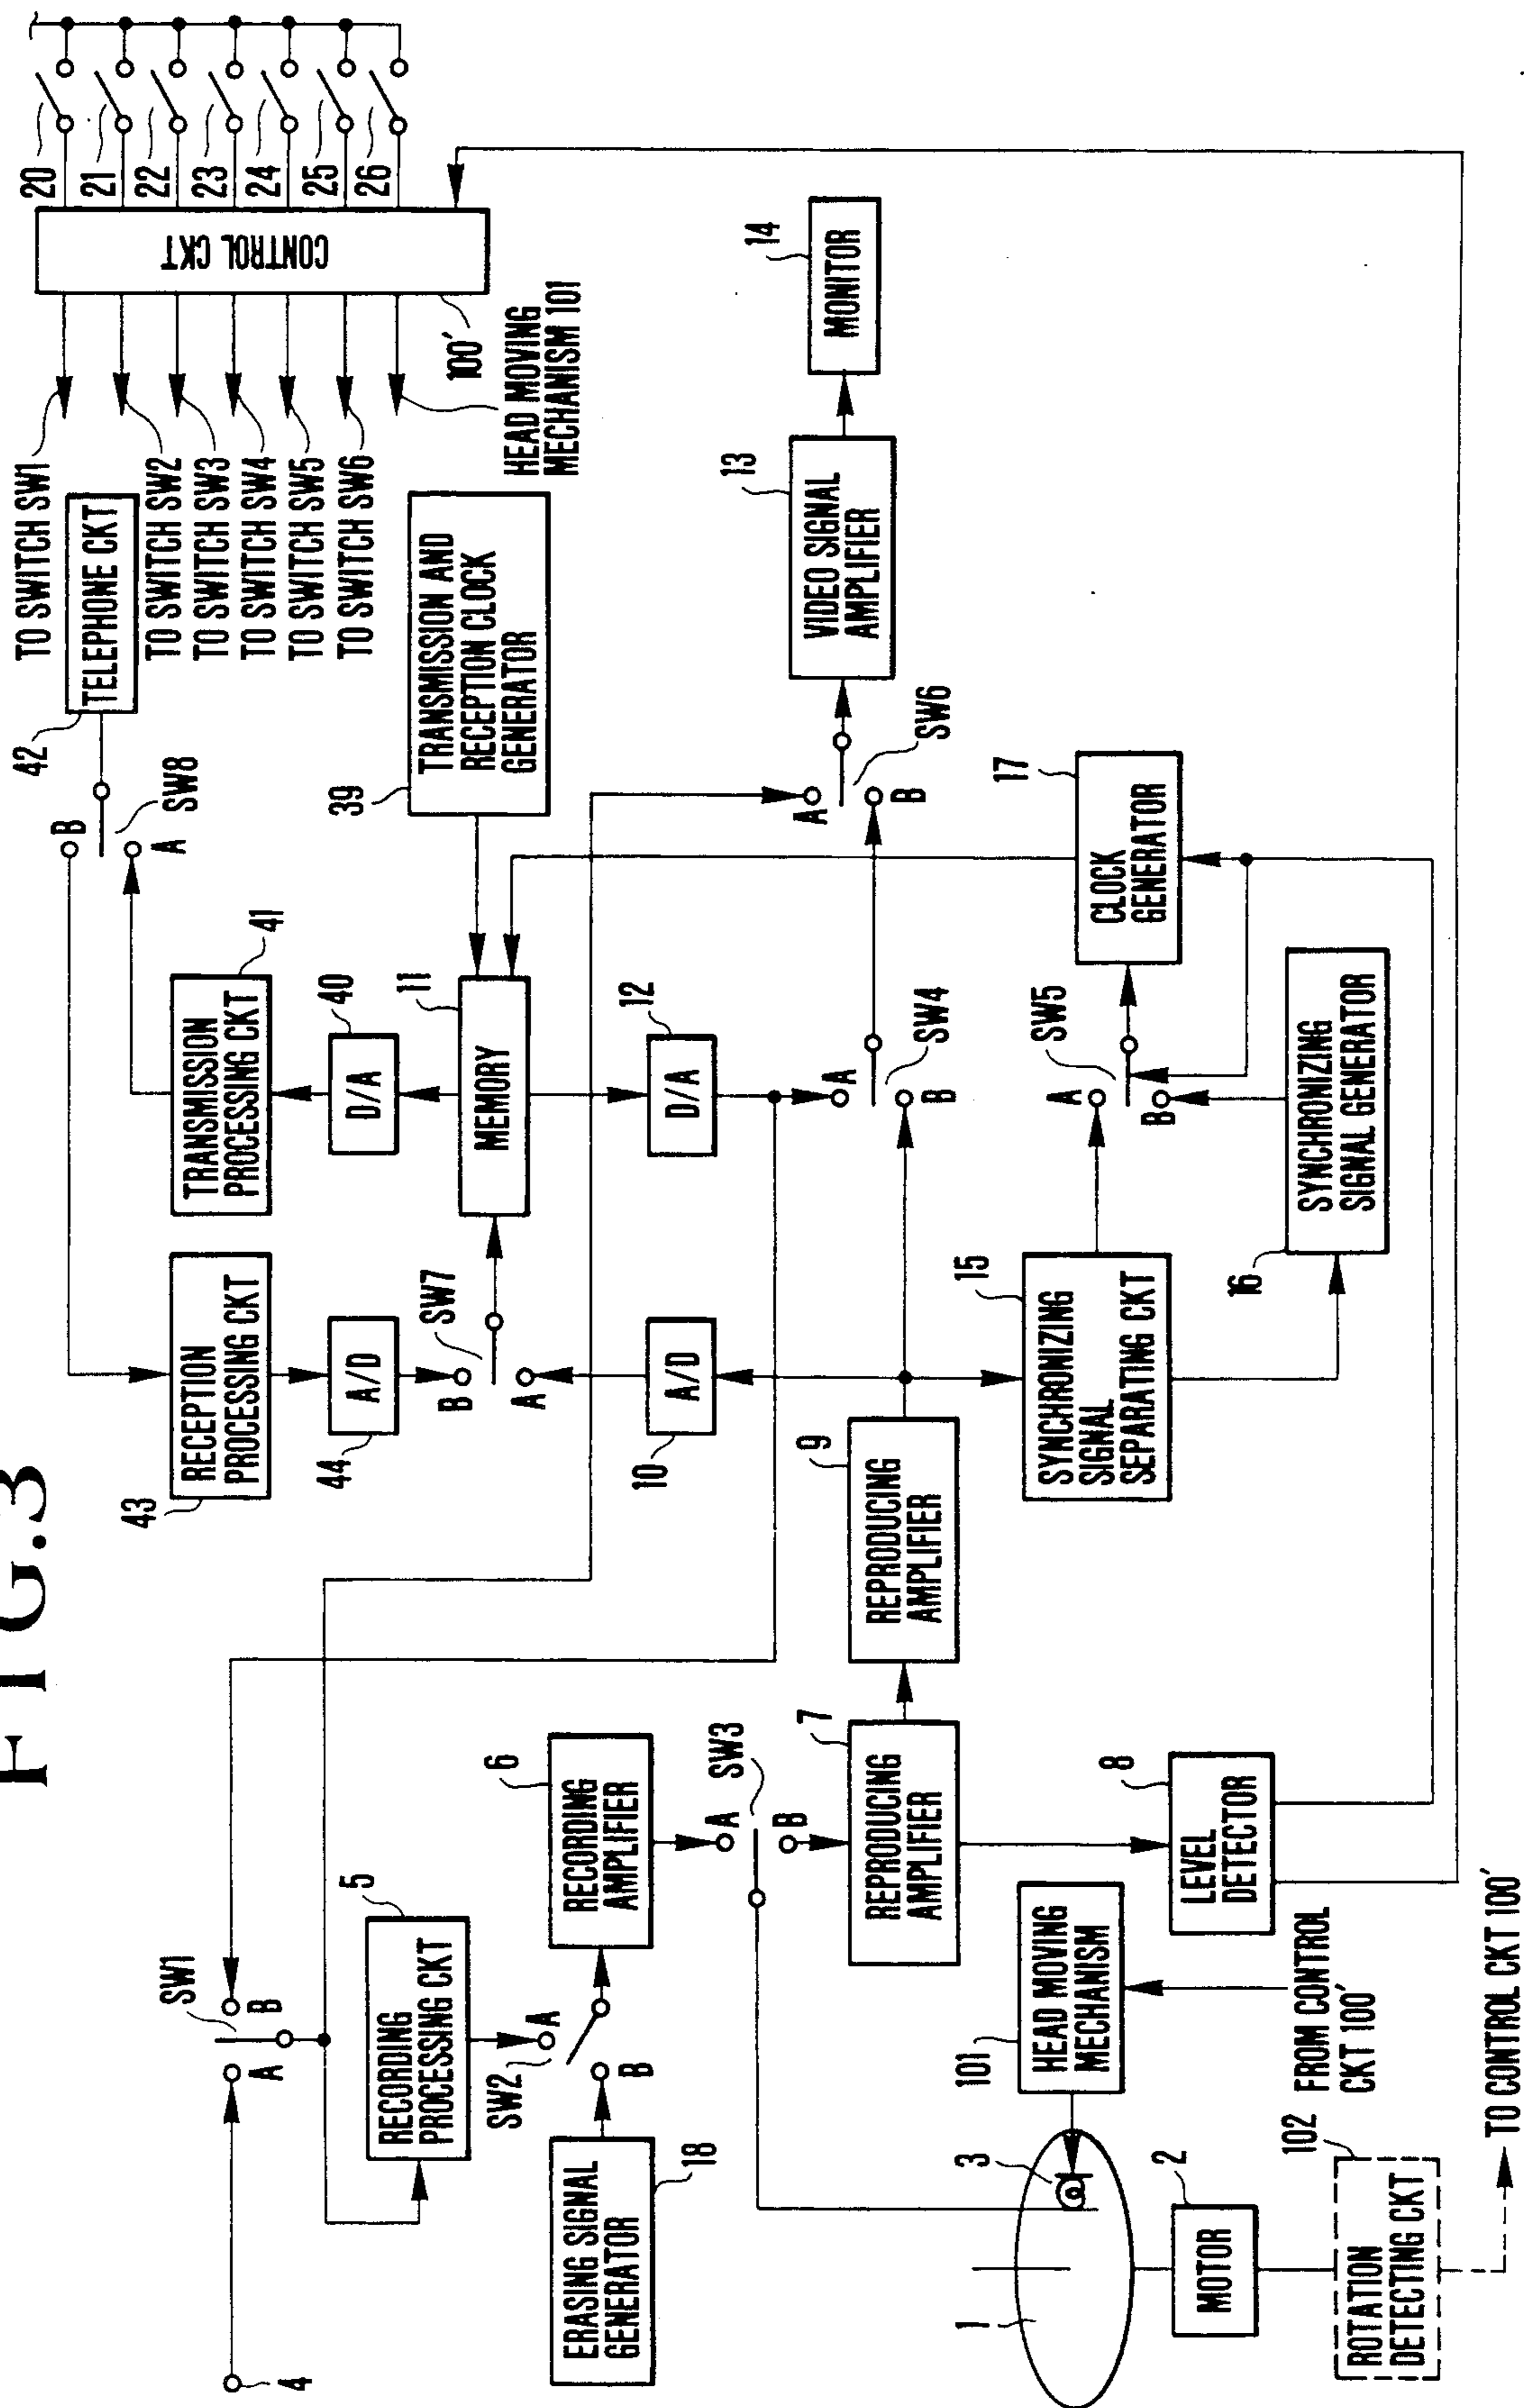 FIG.3
4
A
SW1
B
5
RECORDING
PROCESSING CKT
SW2
A
B
ERASING SIGNAL
GENERATOR
18
6
RECORDING
AMPLIFIER
A
SW3
B
7
REPRODUCING
AMPLIFIER
9
REPRODUCING
AMPLIFIER
8
LEVEL
DETECTOR
101
HEAD MOVING
MECHANISM
FROM CONTROL
CKT 100'
1
3
2
MOTOR
102
ROTATION
DETECTING CKT
TO CONTROL CKT 100'
43
RECEPTION
PROCESSING CKT
44
A/D
B
SW7
A
10
A/D
TRANSMISSION
PROCESSING CKT
41
D/A
40
11
MEMORY
12
D/A
A
SW4
B
15
SYNCHRONIZING
SIGNAL
SEPARATING CKT
16
SYNCHRONIZING
SIGNAL GENERATOR
SW5
A
B
17
CLOCK
GENERATOR
B
SW8
A
42
TELEPHONE CKT
39
TRANSMISSION AND
RECEPTION CLOCK
GENERATOR
A
SW6
B
13
VIDEO SIGNAL
AMPLIFIER
14
MONITOR
TO SWITCH SW1
TO SWITCH SW2
TO SWITCH SW3
TO SWITCH SW4
TO SWITCH SW5
TO SWITCH SW6
HEAD MOVING
MECHANISM 101
100'
CONTROL CKT
20
21
22
23
24
25
26